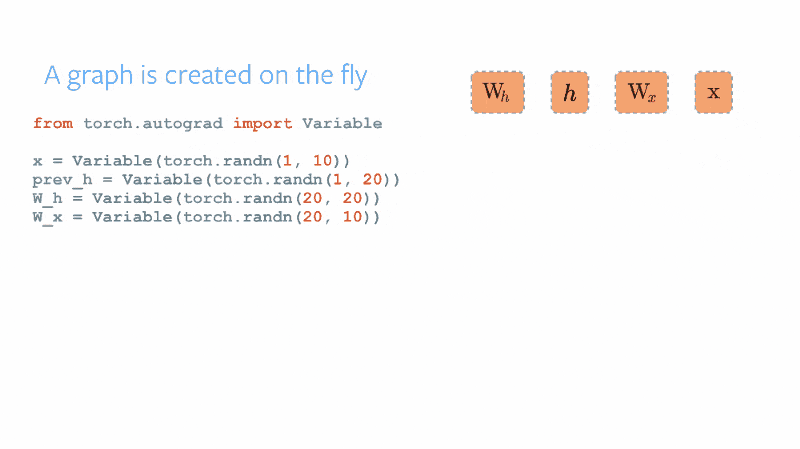 A graph is created on the fly
W_h h W_x x
from torch.autograd import Variable
x = Variable(torch.randn(1, 10))
prev_h = Variable(torch.randn(1, 20))
W_h = Variable(torch.randn(20, 20))
W_x = Variable(torch.randn(20, 10))